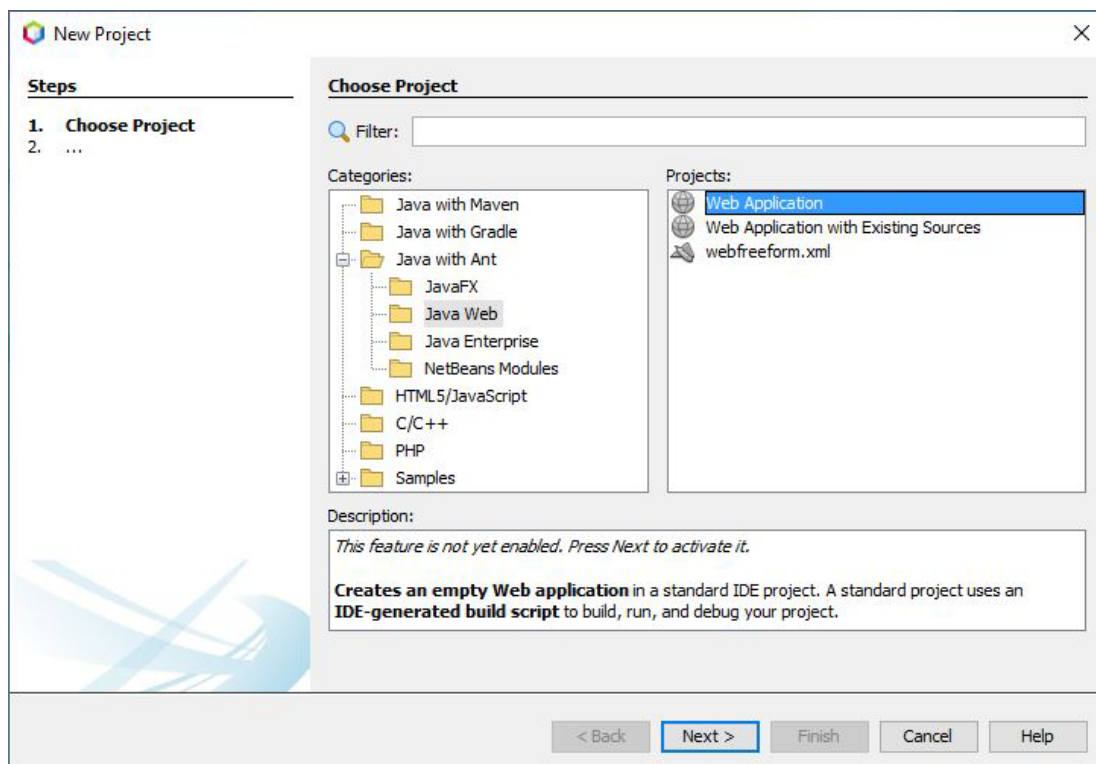 New Project
Steps
1. Choose Project
2. ...
Choose Project
Filter:
Categories:
Java with Maven
Java with Gradle
Java with Ant
JavaFX
Java Web
Java Enterprise
NetBeans Modules
HTML5/JavaScript
C/C++
PHP
Samples
Projects:
Web Application
Web Application with Existing Sources
webfreeform.xml
Description:
This feature is not yet enabled. Press Next to activate it.
Creates an empty Web application in a standard IDE project. A standard project uses an
IDE-generated build script to build, run, and debug your project.
< Back
Next >
Finish
Cancel
Help